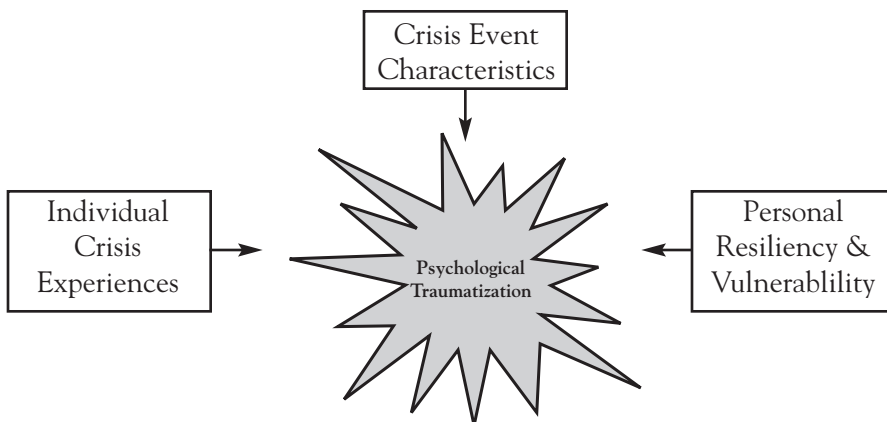 Crisis Event
Characteristics
Individual
Crisis
Experiences
Psychological
Traumatization
Personal
Resiliency &
Vulnerablility